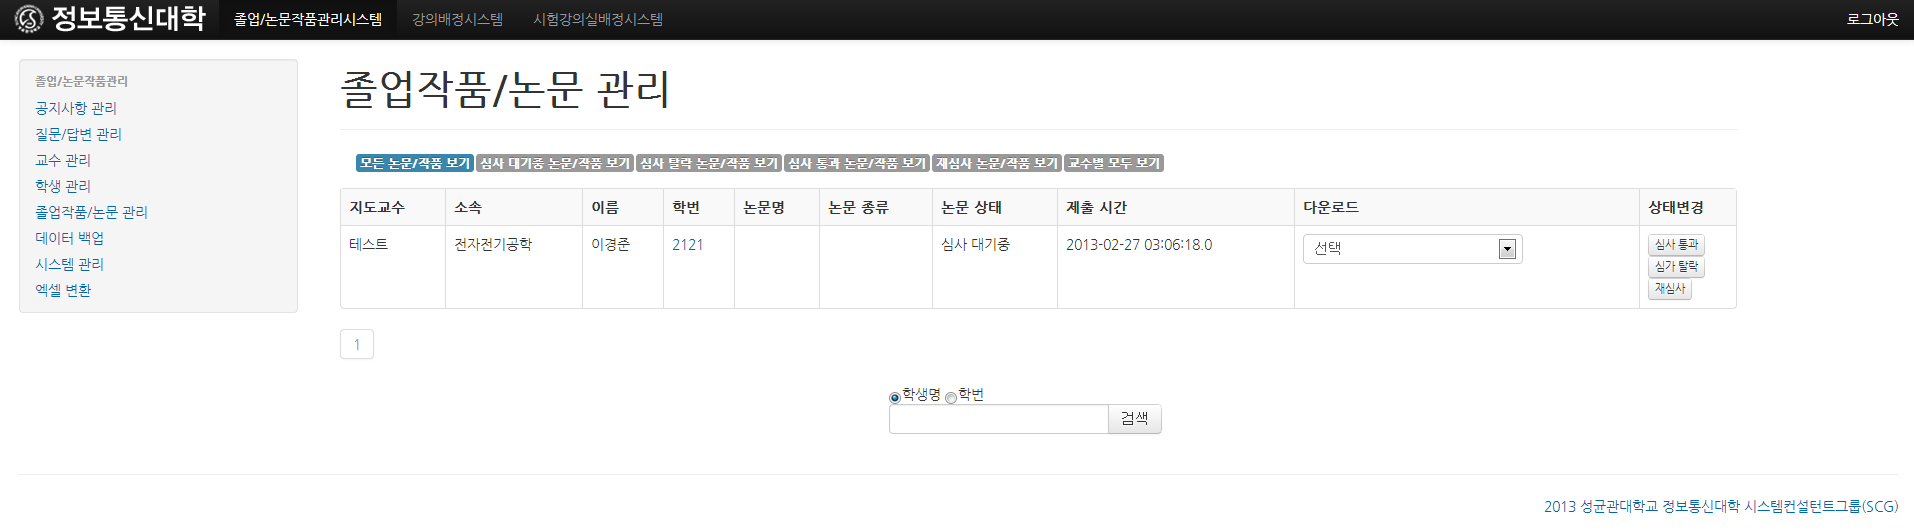 정보통신대학 졸업/논문작품관리시스템 강의배정시스템 시험강의실배정시스템 로그아웃
졸업/논문작품관리
공지사항 관리
질문/답변 관리
교수 관리
학생 관리
졸업작품/논문 관리
데이터 백업
시스템 관리
엑셀 변환
졸업작품/논문 관리
모든 논문/작품 보기 심사 대기중 논문/작품 보기 심사 탈락 논문/작품 보기 심사 통과 논문/작품 보기 재심사 논문/작품 보기 교수별 모두 보기
지도교수 소속 이름 학번 논문명 논문 종류 논문 상태 제출 시간 다운로드 상태변경
테스트 전자전기공학 이경준 2121 심사 대기중 2013-02-27 03:06:18.0 선택 심사 통과
심가 탈락
재심사
1
학생명 학번
검색
2013 성균관대학교 정보통신대학 시스템컨설턴트그룹(SCG)